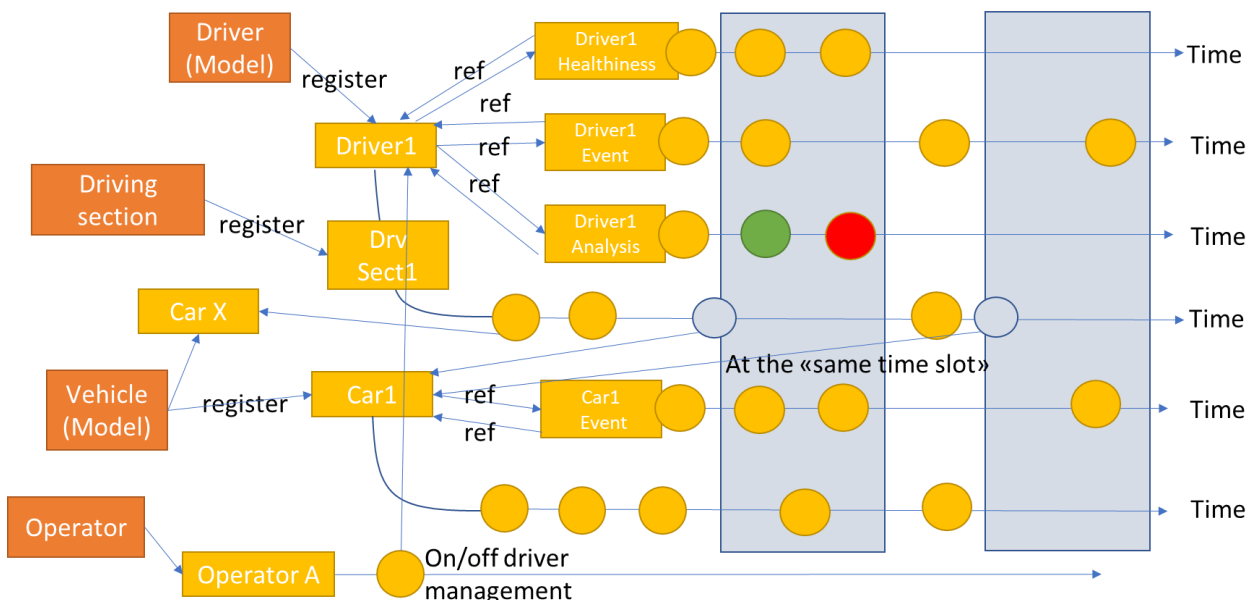 Driver
(Model)
register
ref
Driver1
Healthiness
Time
ref
Driver1
ref
Driver1
Event
Time
Driving
section
register
ref
Driver1
Analysis
Time
Drv
Sect1
Car X
Time
At the «same time slot»
Vehicle
(Model)
register
Car1
ref
ref
Car1
Event
Time
Operator
Time
Operator A
On/off driver
management